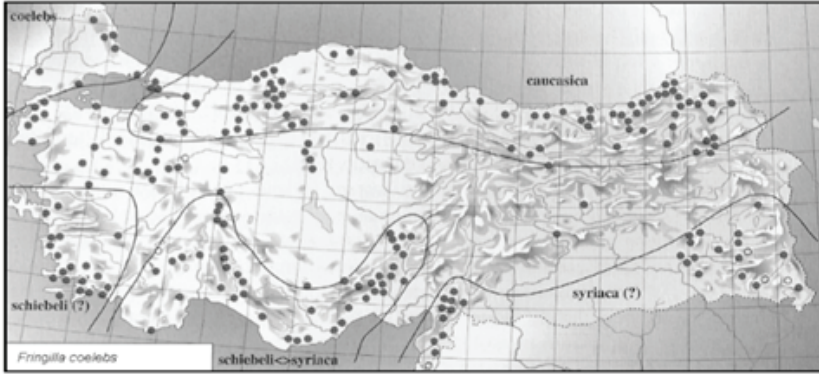 coelebs
caucasica
schiebeli (?)
syriaca (?)
schiebeli<>syriaca
Fringilla coelebs